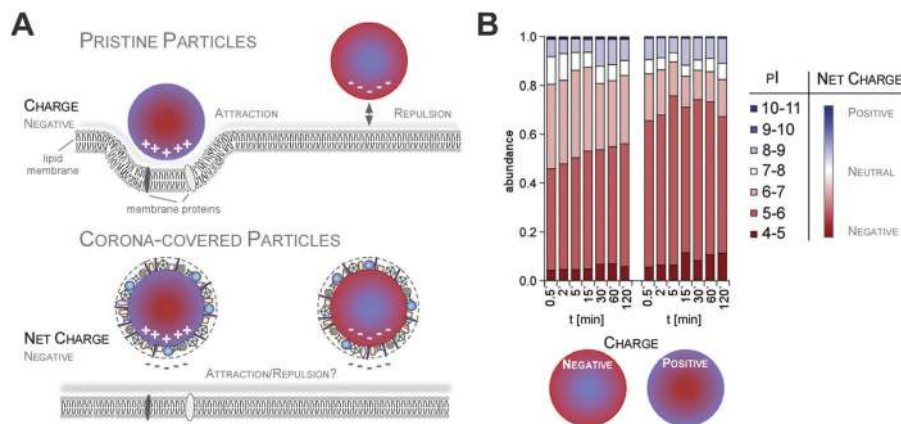 A
PRISTINE PARTICLES
CHARGE
NEGATIVE
ATTRACTION
REPULSION
lipid
membrane
membrane proteins
+ + + + +
- - - - -
CORONA-COVERED PARTICLES
+ + + + +
- - - - -
NET CHARGE
NEGATIVE
ATTRACTION/REPULSION?
B
abundance
1.0
0.8
0.6
0.4
0.2
0.0
0.5 2 5 15 30 60 120
0.5 2 5 15 30 60 120
t [min]
t [min]
PI NET CHARGE
10-11 POSITIVE
9-10
8-9
7-8 NEUTRAL
6-7
5-6
4-5 NEGATIVE
CHARGE
NEGATIVE
POSITIVE